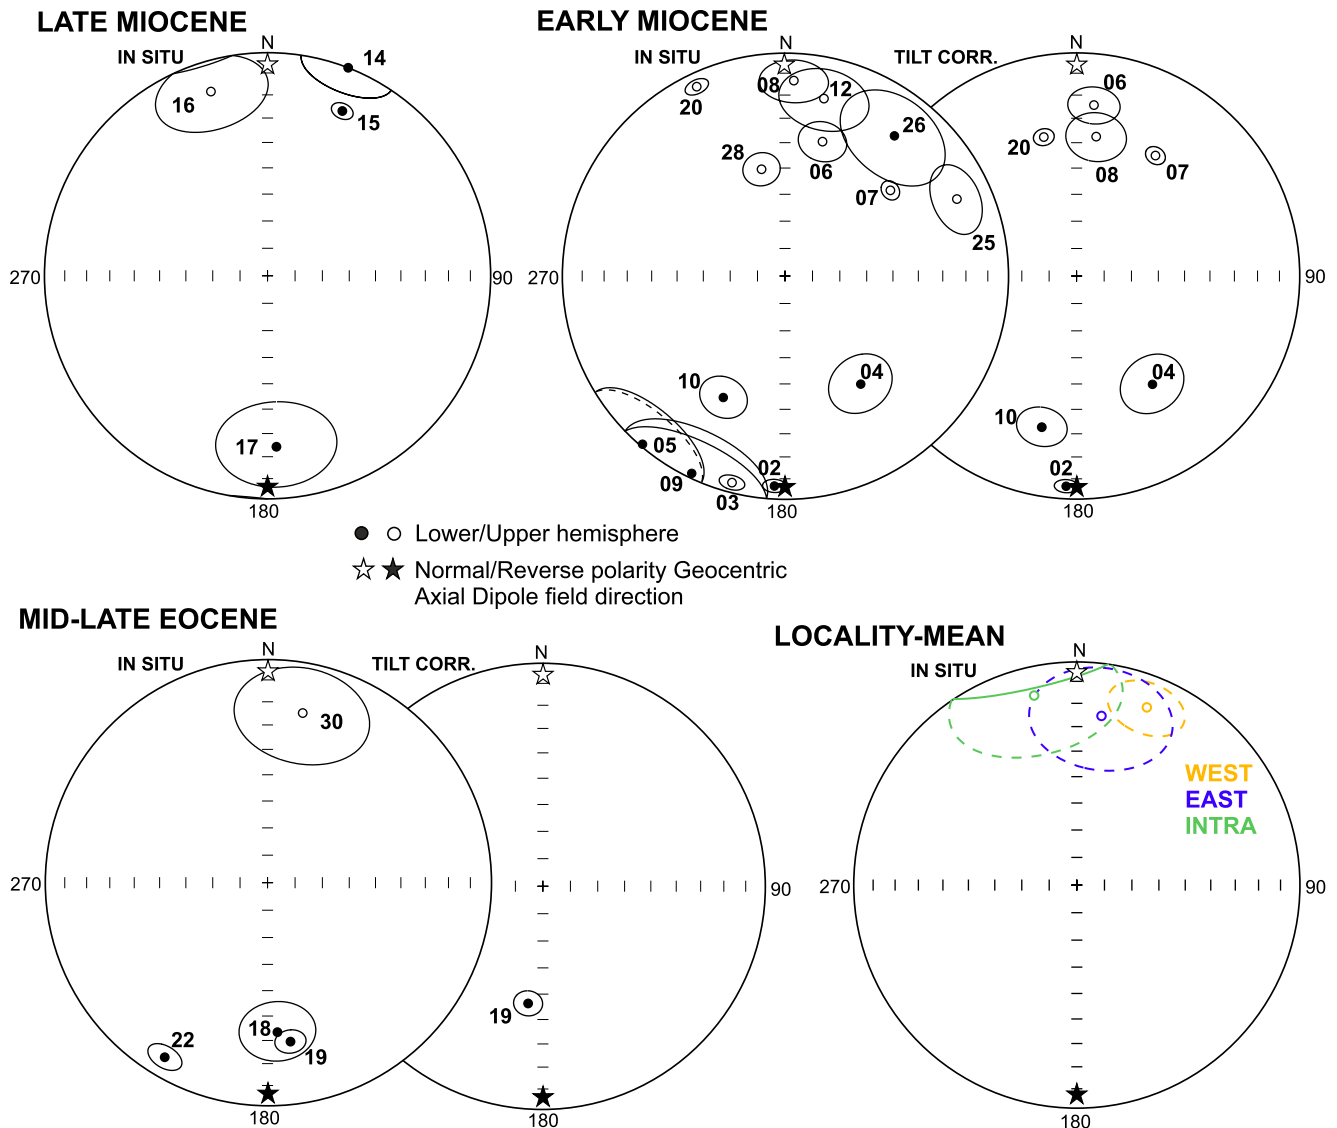 LATE MIOCENE
EARLY MIOCENE
IN SITU
N
14
16
15
270
90
17
180
IN SITU
N
TILT CORR.
N
20
08
12
26
28
06
07
25
270
10
04
05
09
03
02
180
06
20
08
07
90
04
10
02
180
Lower/Upper hemisphere
Normal/Reverse polarity Geocentric
Axial Dipole field direction
MID-LATE EOCENE
IN SITU
N
TILT CORR.
N
30
270
90
22
18
19
19
180
180
LOCALITY-MEAN
IN SITU
N
WEST
EAST
INTRA
270
90
180